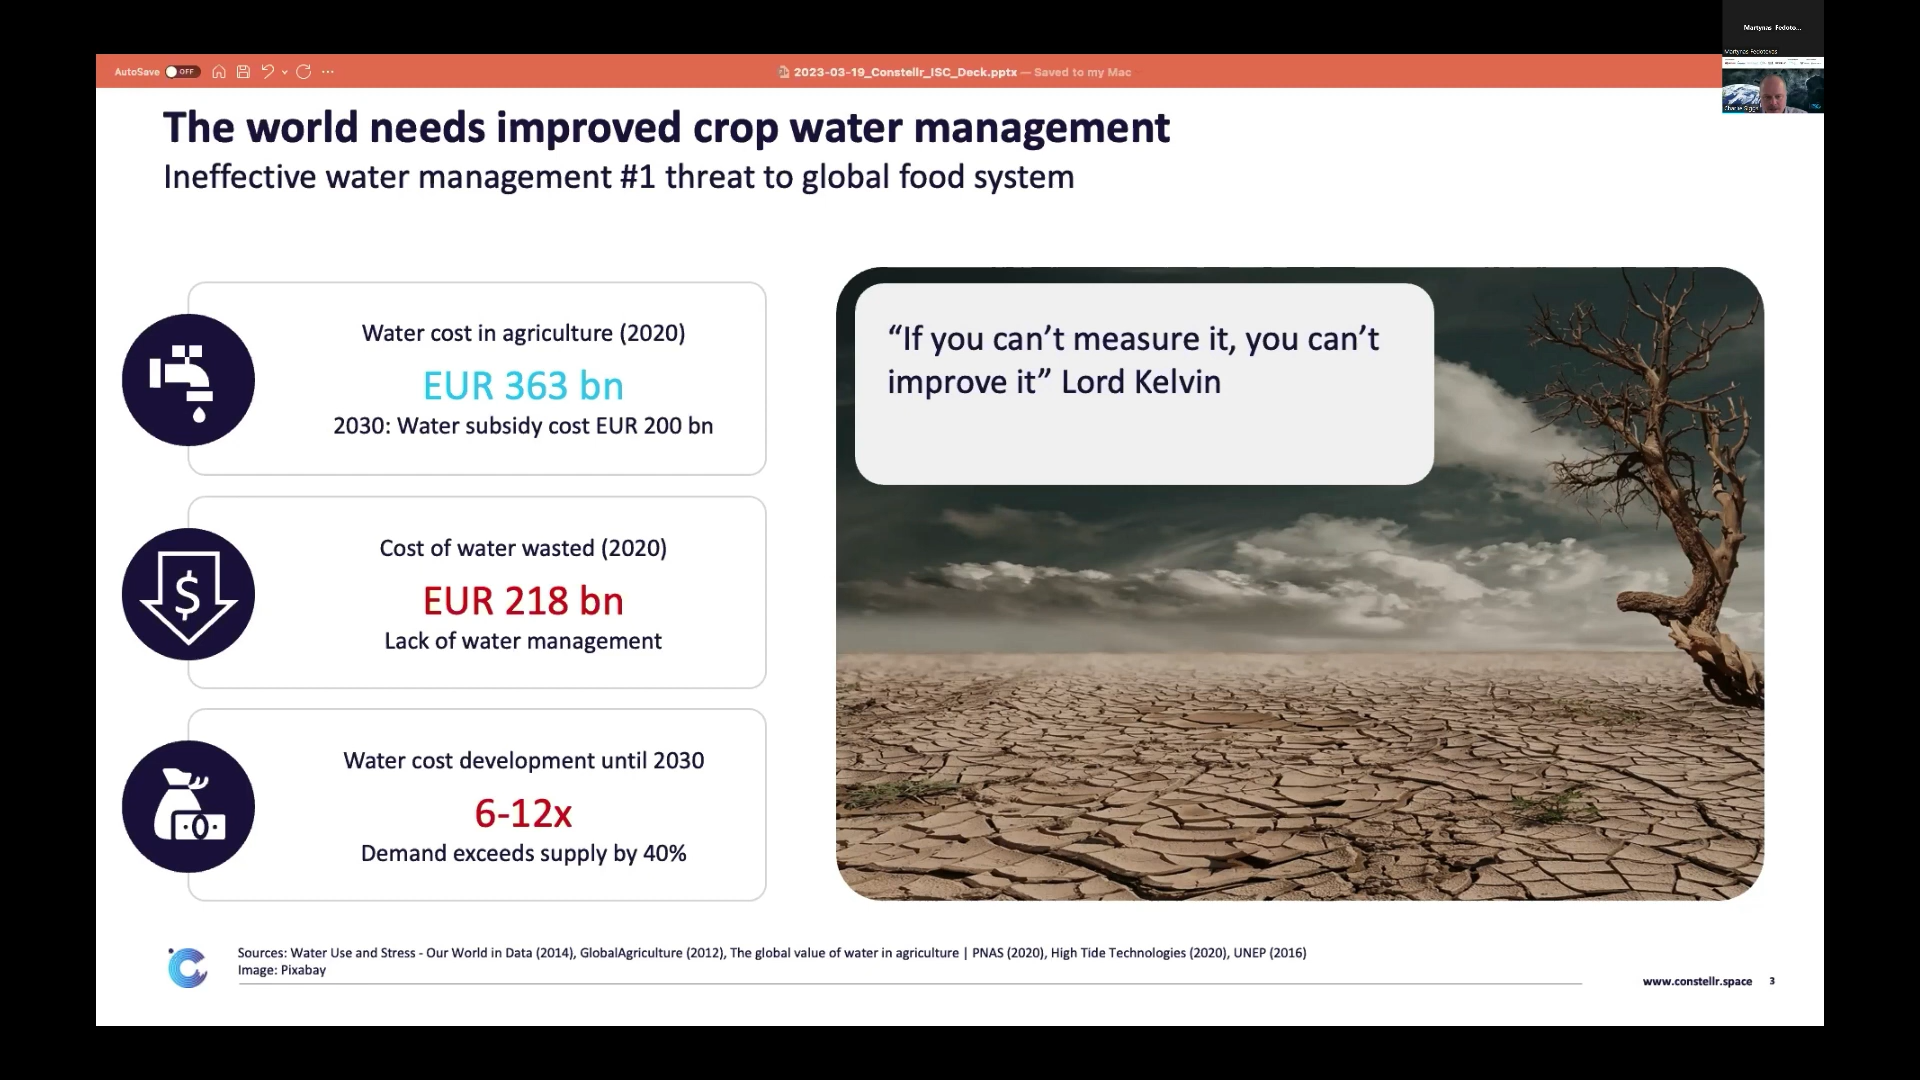 Martynas Fedoto...
Martynas Fedotovas
AutoSave OFF
2023-03-19_Constellr_ISC_Deck.pptx — Saved to my Mac
The world needs improved crop water management
Ineffective water management #1 threat to global food system
Water cost in agriculture (2020)
EUR 363 bn
2030: Water subsidy cost EUR 200 bn
Cost of water wasted (2020)
EUR 218 bn
Lack of water management
Water cost development until 2030
6-12x
Demand exceeds supply by 40%
“If you can’t measure it, you can’t
improve it” Lord Kelvin
Sources: Water Use and Stress - Our World in Data (2014), GlobalAgriculture (2012), The global value of water in agriculture | PNAS (2020), High Tide Technologies (2020), UNEP (2016)
Image: Pixabay
www.constellr.space 3